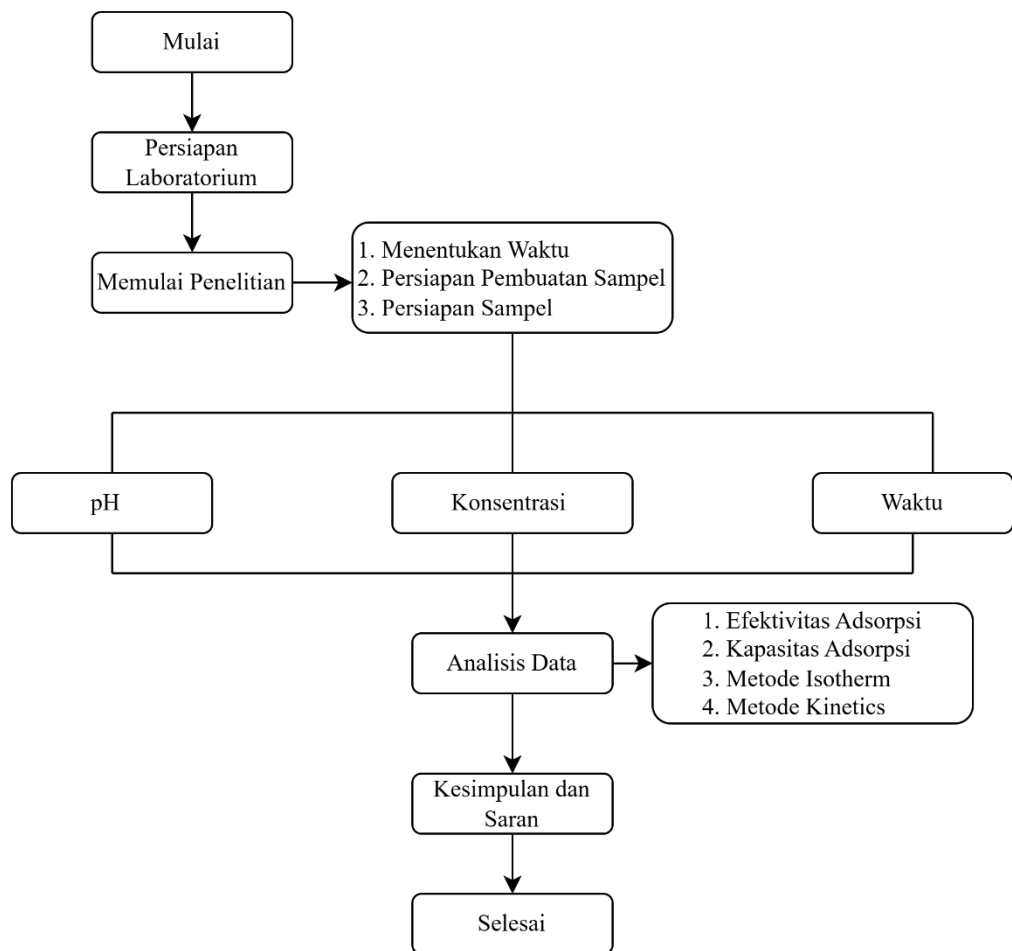 Mulai
Persiapan
Laboratorium
Memulai Penelitian
1. Menentukan Waktu
2. Persiapan Pembuatan Sampel
3. Persiapan Sampel
pH
Konsentrasi
Waktu
Analisis Data
1. Efektivitas Adsorpsi
2. Kapasitas Adsorpsi
3. Metode Isotherm
4. Metode Kinetics
Kesimpulan dan
Saran
Selesai